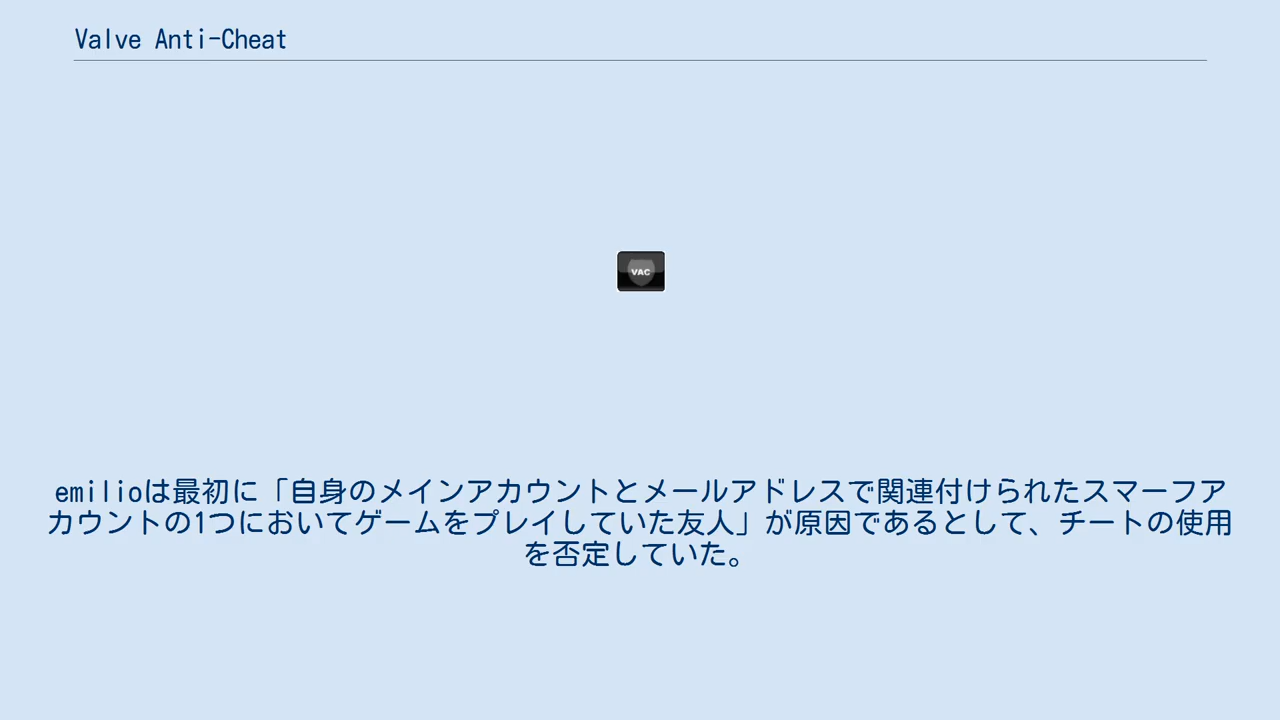 Valve Anti-Cheat
VAC
emilioは最初に「自身のメインアカウントとメールアドレスで関連付けられたスマーフア
カウントの1つにおいてゲームをプレイしていた友人」が原因であるとして、チートの使用
を否定していた。